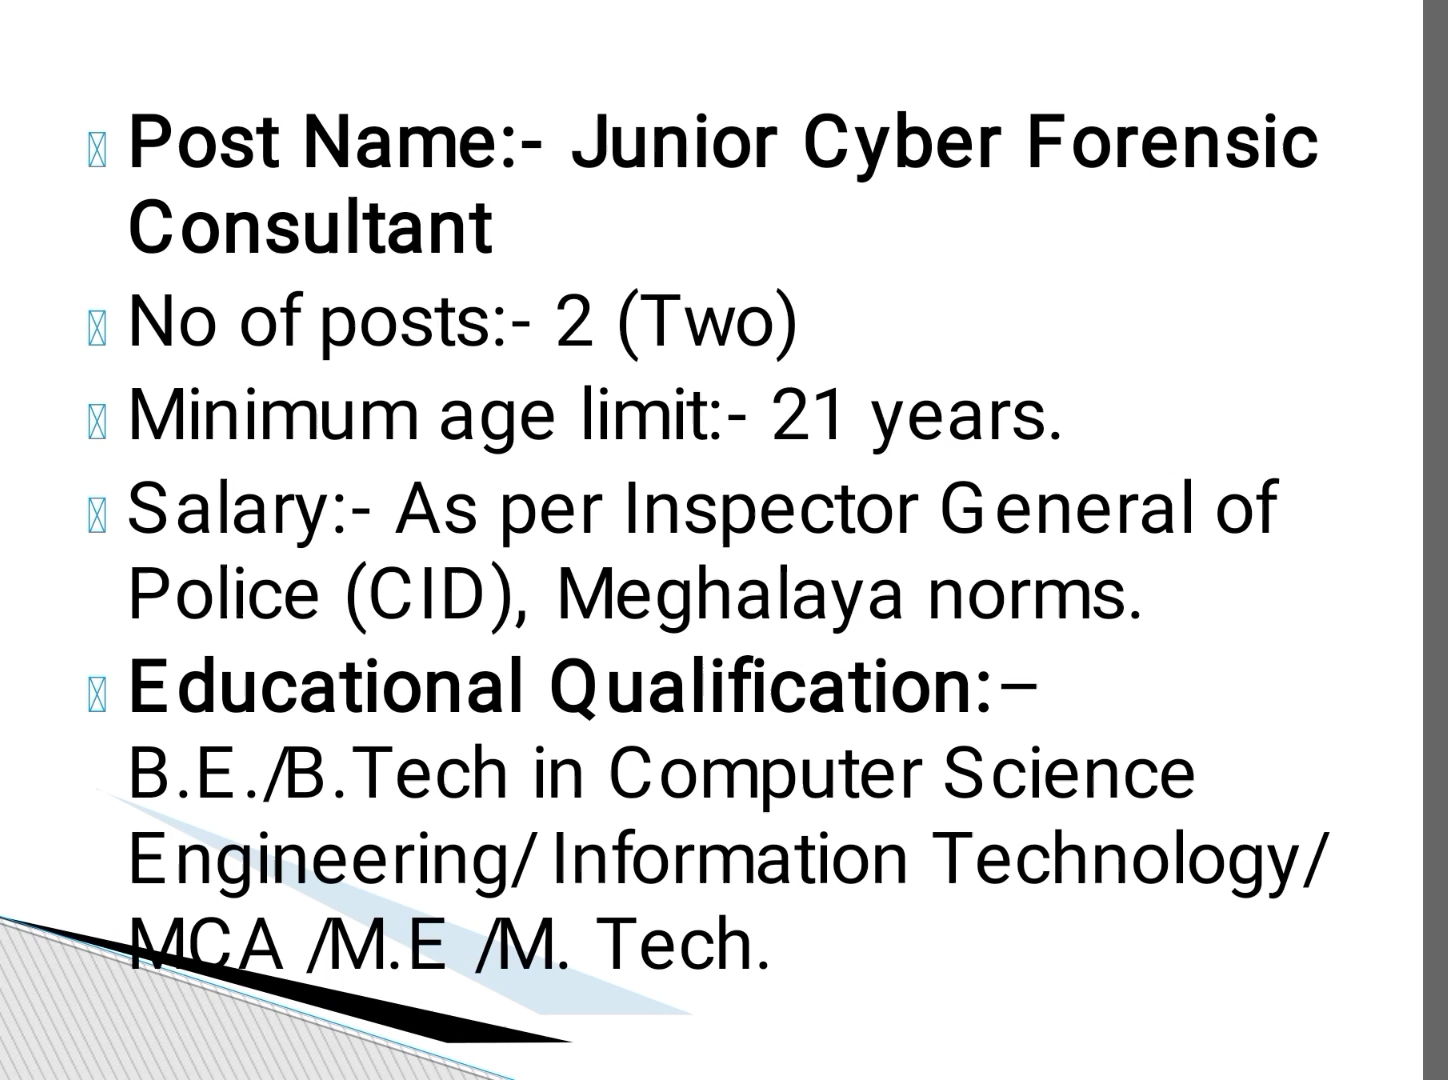 Post Name:- Junior Cyber Forensic
Consultant
No of posts:- 2 (Two)
Minimum age limit:- 21 years.
Salary:- As per Inspector General of
Police (CID), Meghalaya norms.
Educational Qualification:–
B.E./B.Tech in Computer Science
Engineering/ Information Technology/
MCA /M.E /M. Tech.